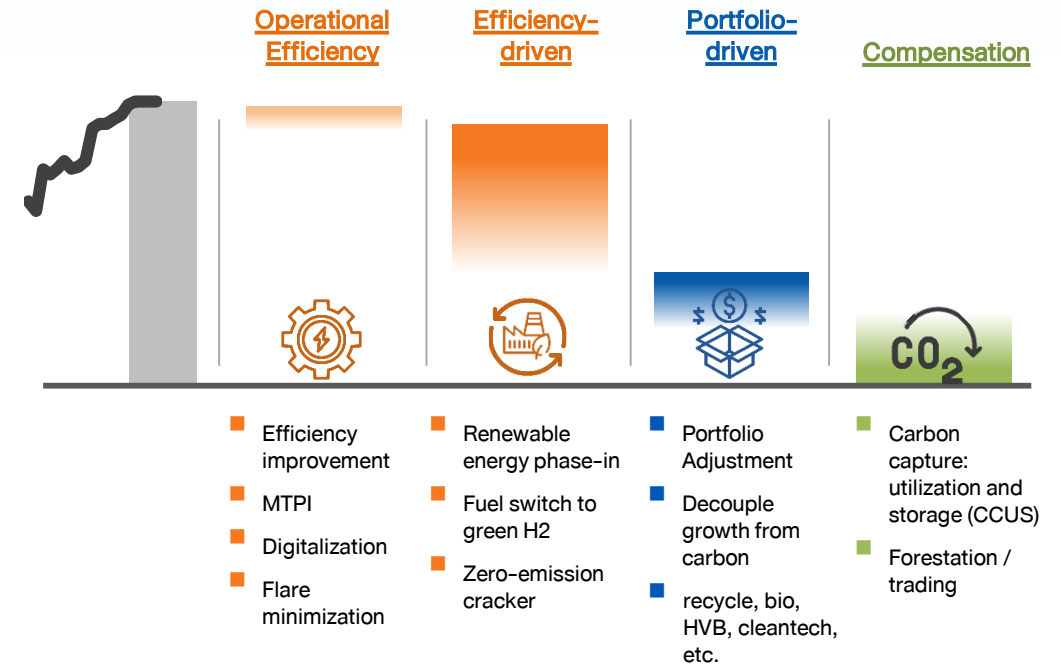 Operational
Efficiency
Efficiency-
driven
Portfolio-
driven
Compensation
$
$
$
CO2
Efficiency
improvement
MTPI
Digitalization
Flare
minimization
Renewable
energy phase-in
Fuel switch to
green H2
Zero-emission
cracker
Portfolio
Adjustment
Decouple
growth from
carbon
recycle, bio,
HVB, cleantech,
etc.
Carbon
capture:
utilization and
storage (CCUS)
Forestation /
trading